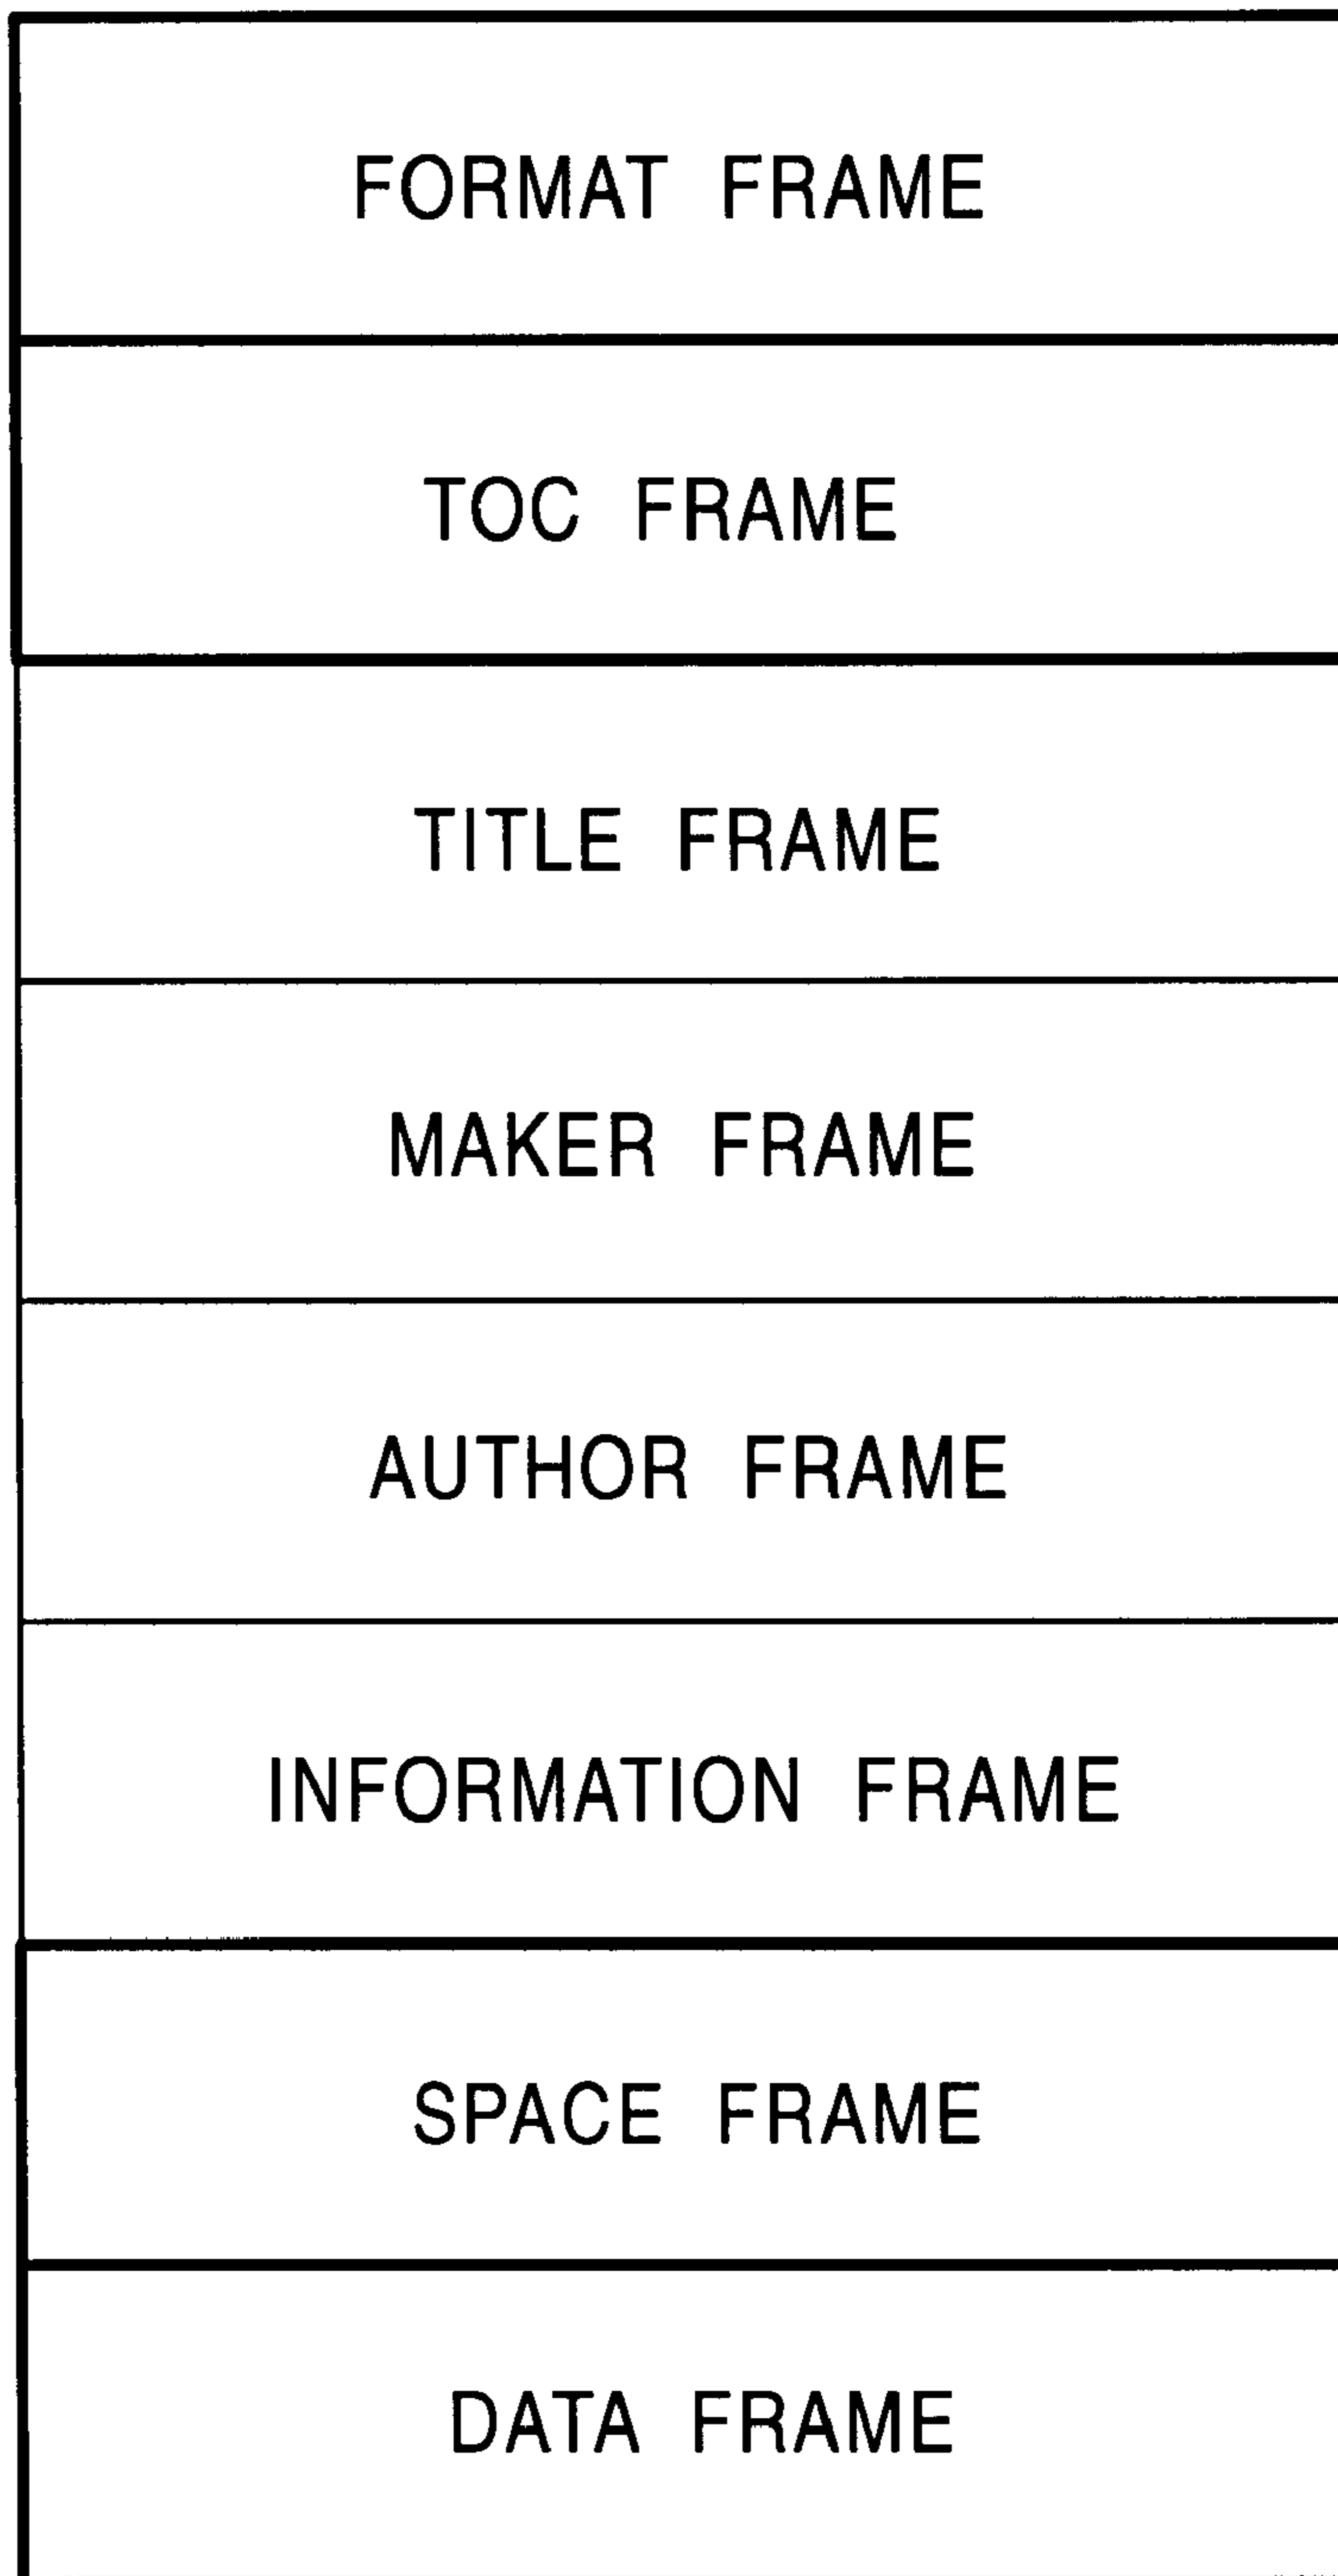 FORMAT FRAME
TOC FRAME
TITLE FRAME
MAKER FRAME
AUTHOR FRAME
INFORMATION FRAME
SPACE FRAME
DATA FRAME